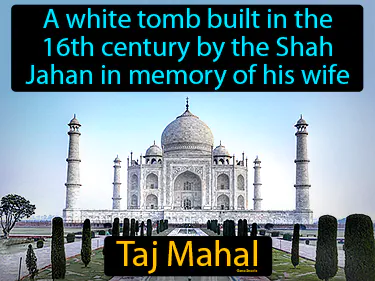 A white tomb built in the
16th century by the Shah
Jahan in memory of his wife
Taj Mahal